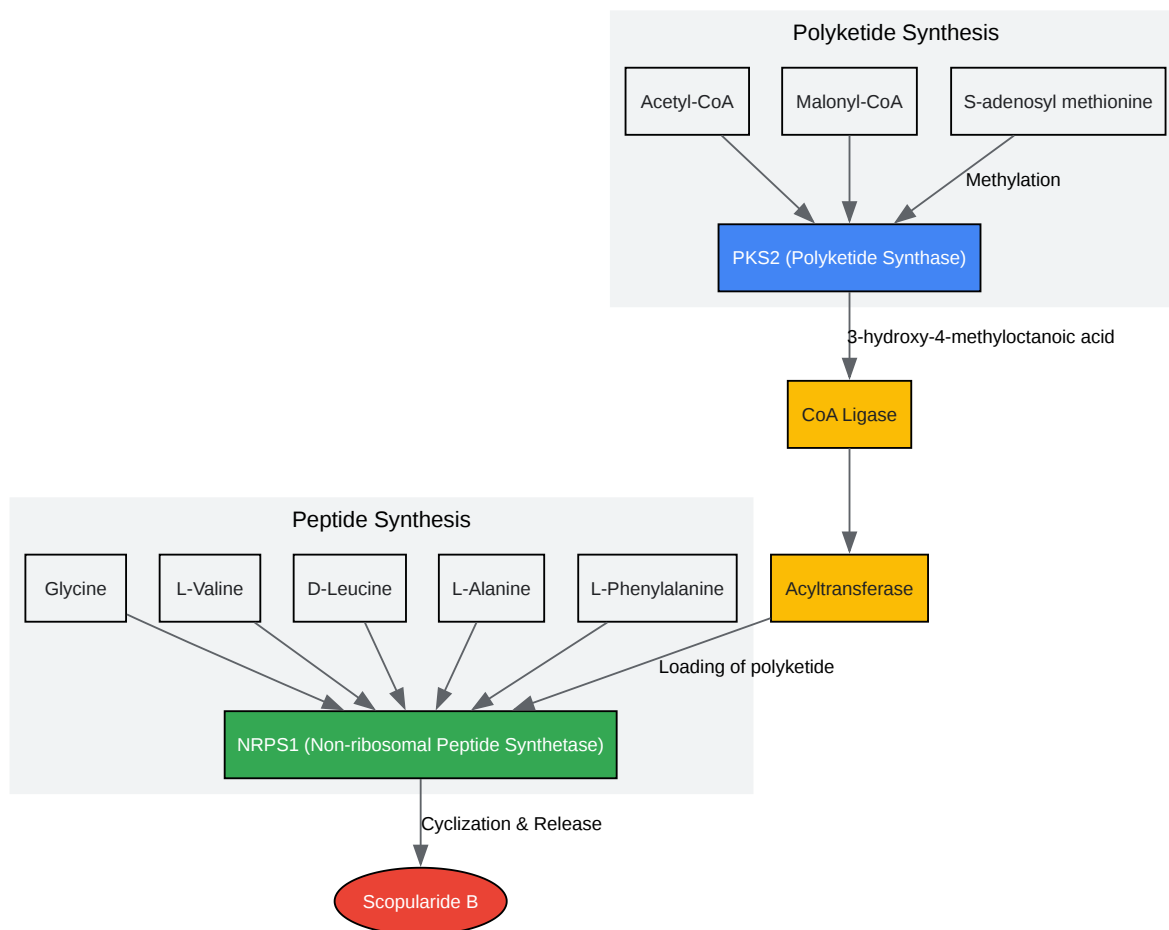 Polyketide Synthesis
Acetyl-CoA
Malonyl-CoA
S-adenosyl methionine
Methylation
PKS2 (Polyketide Synthase)
3-hydroxy-4-methyloctanoic acid
CoA Ligase
Peptide Synthesis
Glycine
L-Valine
D-Leucine
L-Alanine
L-Phenylalanine
Acyltransferase
Loading of polyketide
NRPS1 (Non-ribosomal Peptide Synthetase)
Cyclization & Release
Scopularide B